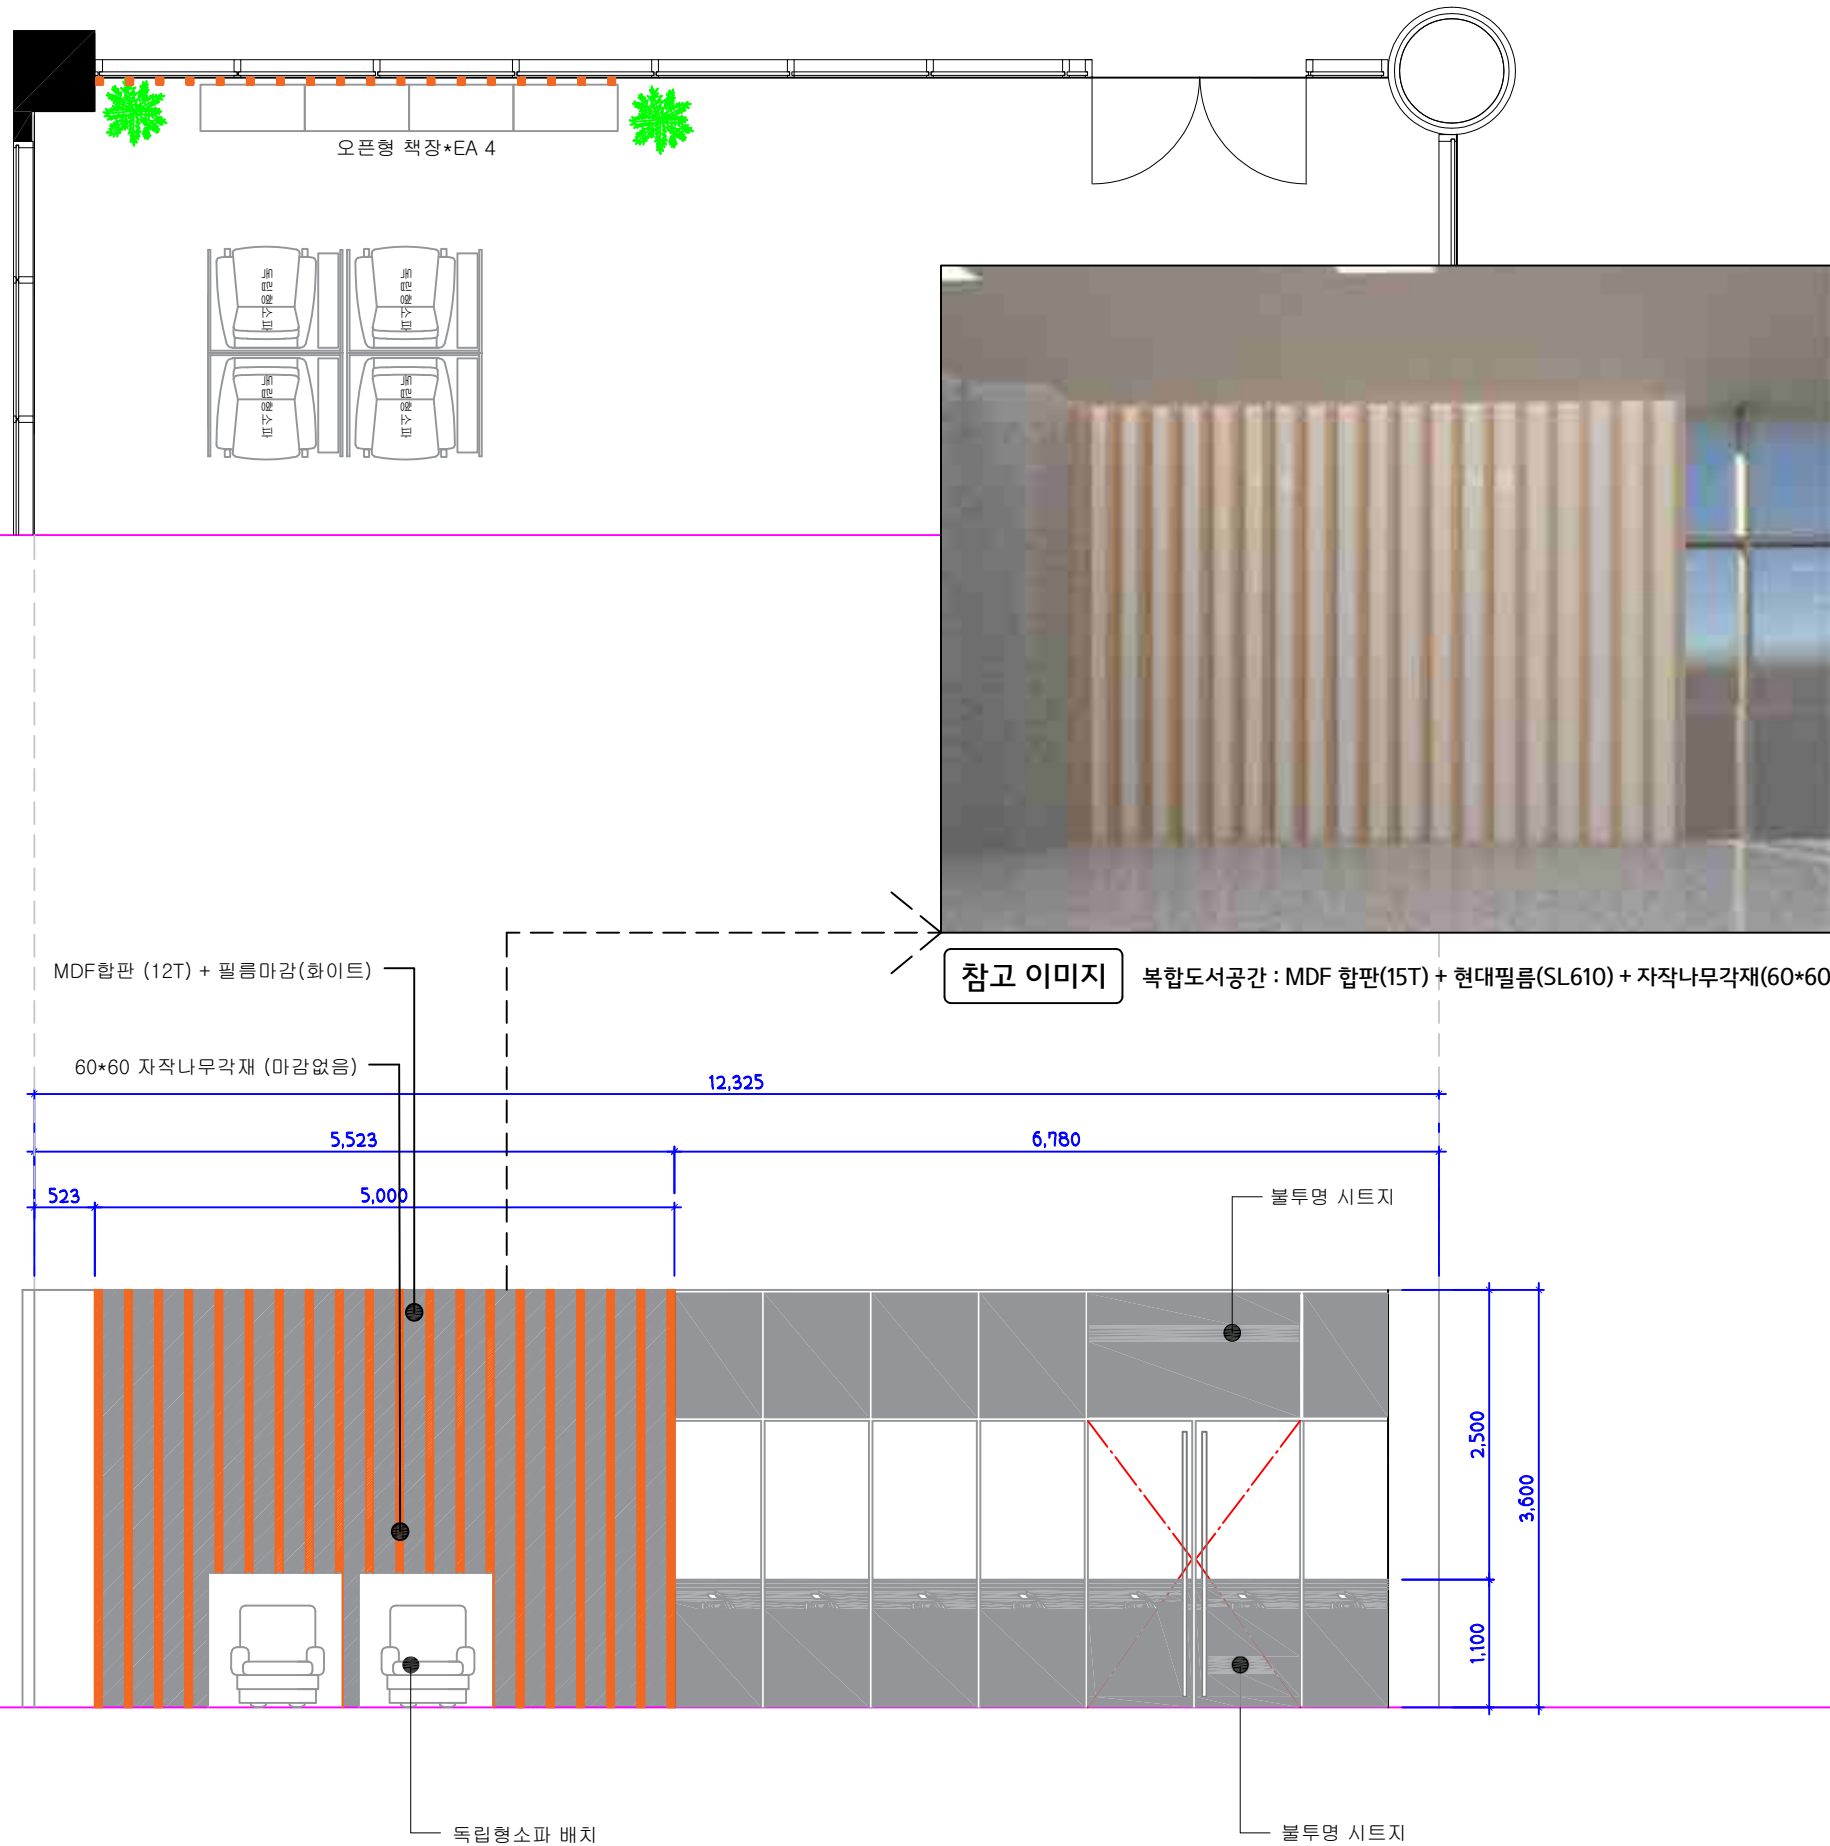 오픈형 책장*EA 4
독립형소파
독립형소파
독립형소파
독립형소파
MDF합판 (12T) + 필름마감(화이트)
참고 이미지
복합도서공간 : MDF 합판(15T) + 현대필름(SL610) + 자작나무각재(60*60
60*60 자작나무각재 (마감없음)
12,325
5,523
6,780
523
5,000
불투명 시트지
2,500
3,600
1,100
독립형소파 배치
불투명 시트지